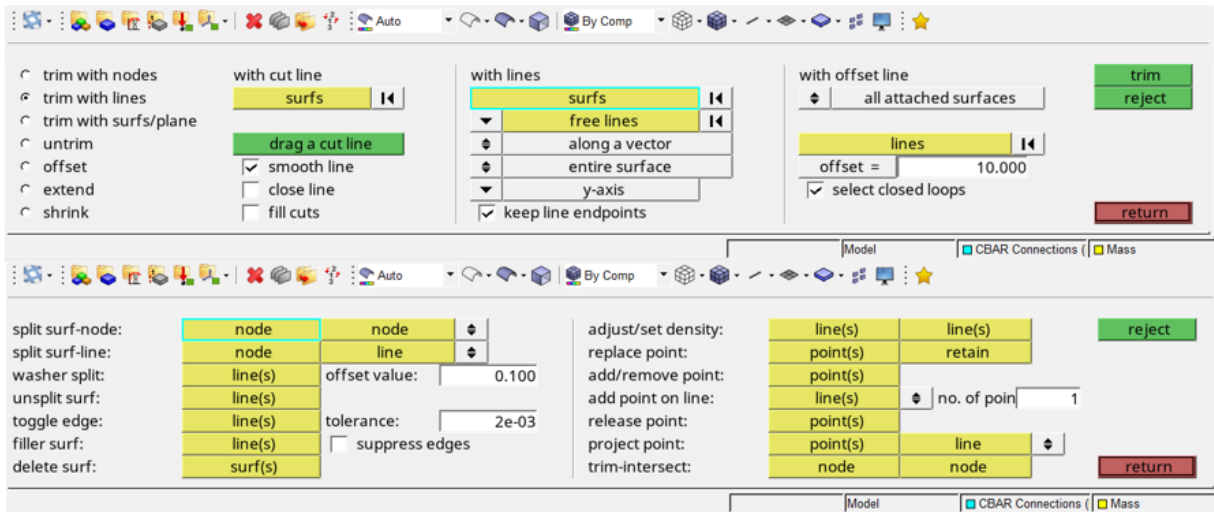 Auto By Comp
trim with nodes with cut line with lines with offset line trim
trim with lines surfs surfs all attached surfaces reject
trim with surfs/plane free lines
untrim drag a cut line along a vector lines
offset smooth line entire surface offset = 10.000
extend close line y-axis select closed loops
shrink fill cuts keep line endpoints return
Model CBAR Connections ( Mass
Auto By Comp
split surf-node: node node adjust/set density: line(s) line(s) reject
split surf-line: node line replace point: point(s) retain
washer split: line(s) offset value: 0.100 add/remove point: point(s)
unsplit surf: line(s) add point on line: line(s) no. of poin 1
toggle edge: line(s) tolerance: 2e-03 release point: point(s)
filler surf: line(s) suppress edges project point: point(s) line
delete surf: surf(s) trim-intersect: node node return
Model CBAR Connections ( Mass